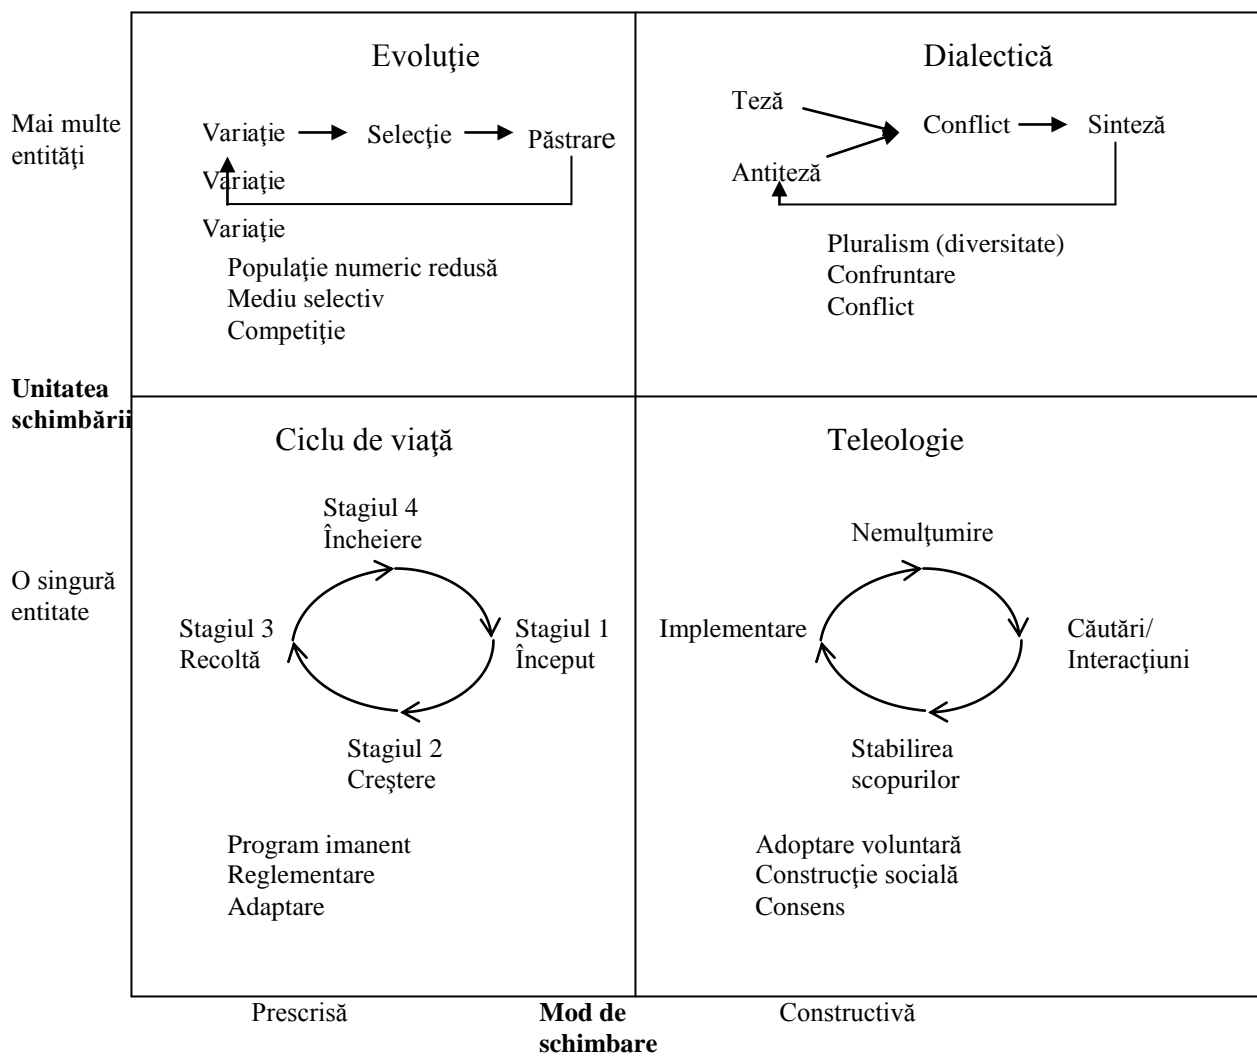 Evoluţie
Dialectică
Mai multe
entităţi
Variaţie
Selecţie
Păstrare
Variaţie
Variaţie
Populaţie numeric redusă
Mediu selectiv
Competiţie
Teză
Antiteză
Conflict
Sinteză
Pluralism (diversitate)
Confruntare
Conflict
Unitatea
schimbării
O singură
entitate
Ciclu de viaţă
Stagiul 4
Încheiere
Stagiul 3
Recoltă
Stagiul 1
Început
Stagiul 2
Creştere
Program imanent
Reglementare
Adaptare
Teleologie
Nemulţumire
Implementare
Căutări/
Interacţiuni
Stabilirea
scopurilor
Adoptare voluntară
Construcţie socială
Consens
Prescrisă
Mod de
schimbare
Constructivă